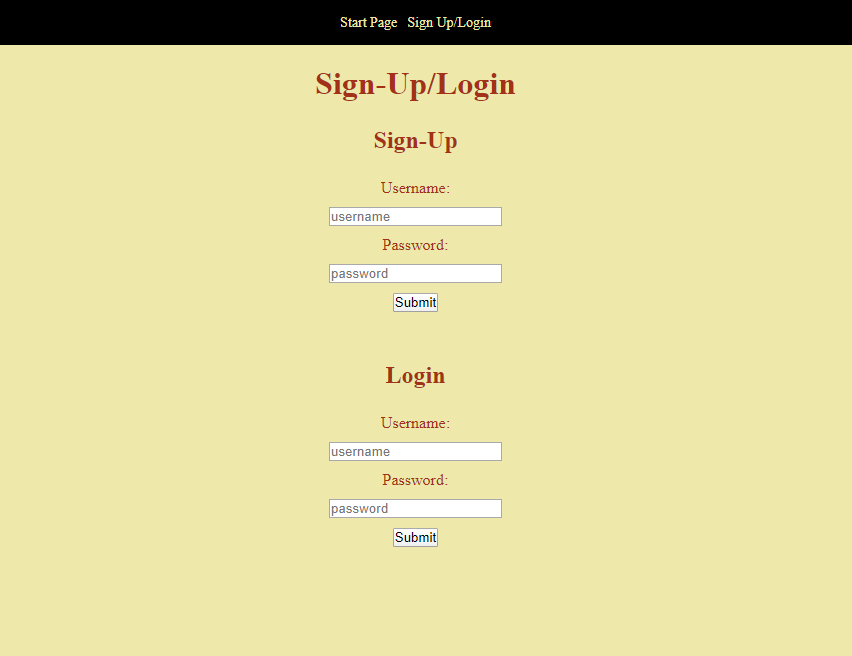 Start Page Sign Up/Login
Sign-Up/Login
Sign-Up
Username:
username
Password:
password
Submit
Login
Username:
username
Password:
password
Submit